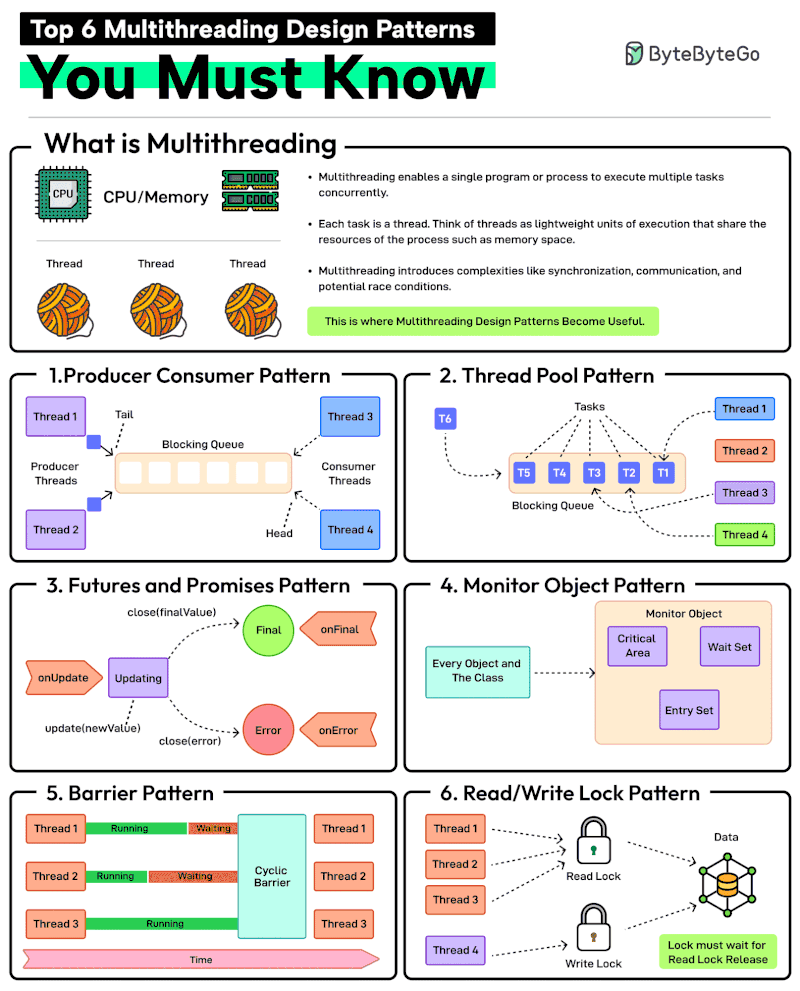 Top 6 Multithreading Design Patterns
You Must Know
ByteByteGo
What is Multithreading
CPU
CPU/Memory
Thread
Thread
Thread
• Multithreading enables a single program or process to execute multiple tasks
concurrently.
• Each task is a thread. Think of threads as lightweight units of execution that share the
resources of the process such as memory space.
• Multithreading introduces complexities like synchronization, communication, and
potential race conditions.
This is where Multithreading Design Patterns Become Useful.
1.Producer Consumer Pattern
Thread 1
Tail
Thread 3
Blocking Queue
Producer
Threads
Consumer
Threads
Thread 2
Head
Thread 4
2. Thread Pool Pattern
T6
Tasks
Thread 1
Thread 2
T5
T4
T3
T2
T1
Thread 3
Blocking Queue
Thread 4
3. Futures and Promises Pattern
close(finalValue)
Final
onFinal
onUpdate
Updating
update(newValue)
close(error)
Error
onError
4. Monitor Object Pattern
Monitor Object
Every Object and
The Class
Critical
Area
Wait Set
Entry Set
5. Barrier Pattern
Thread 1
Running
Waiting
Thread 1
Thread 2
Running
Waiting
Cyclic
Barrier
Thread 2
Thread 3
Running
Thread 3
Time
6. Read/Write Lock Pattern
Thread 1
Thread 2
Thread 3
Read Lock
Data
Thread 4
Write Lock
Lock must wait for
Read Lock Release